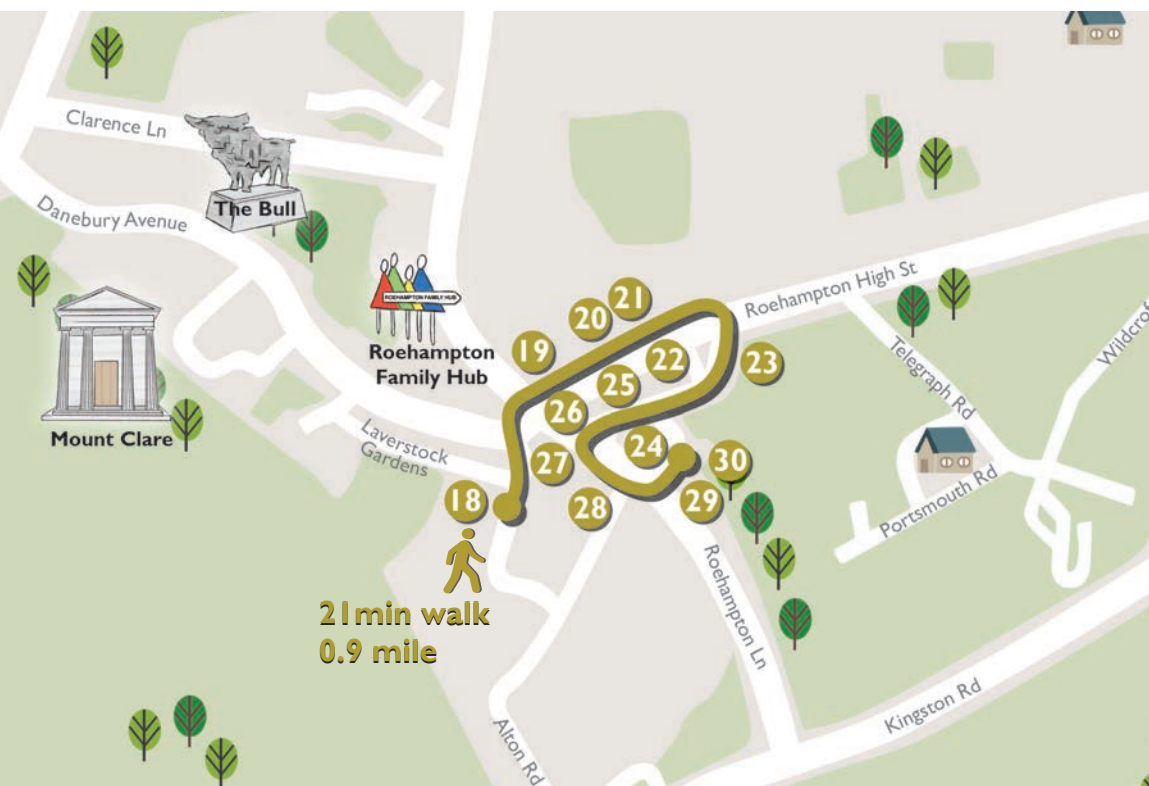 Clarence Ln
The Bull
Danebury Avenue
ROEHAMPTON FAMILY HUB
Roehampton
Family Hub
Mount Clare
Laverstock
Gardens
Roehampton High St
Telegraph Rd
Wildcrof
Portsmouth Rd
Roehampton Ln
Kingston Rd
Alton Rd
18
19
20
21
22
23
24
25
26
27
28
29
30
21min walk
0.9 mile